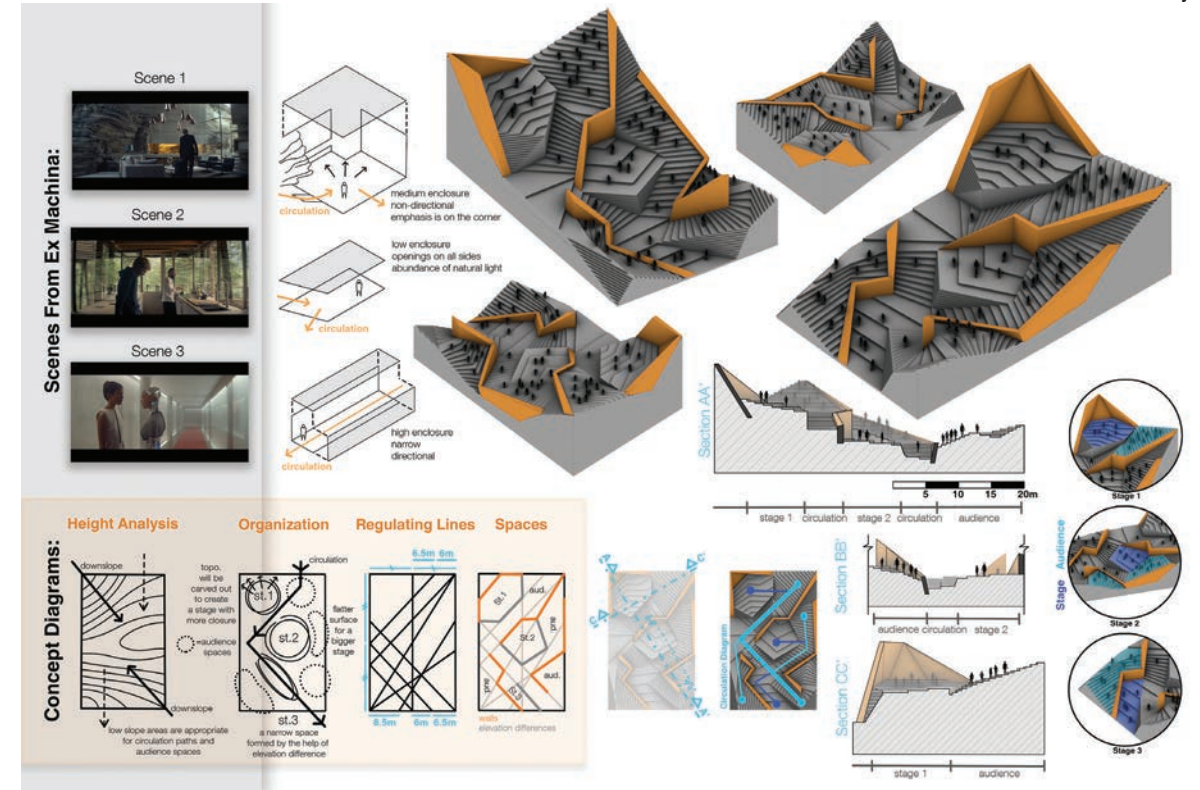 Scenes From Ex Machina:
Scene 1
Scene 2
Scene 3
circulation
medium enclosure
non-directional
emphasis is on the corner
low enclosure
openings on all sides
abundance of natural light
circulation
high enclosure
narrow
directional
circulation
Concept Diagrams:
Height Analysis
downslope
downslope
low slope areas are appropriate
for circulation paths and
audience spaces
topo.
will be
carved out
to create
a stage with
more closure
=audience
spaces
Organization
circulation
st.1
st.2
st.3
flatter
surface
for a
bigger
stage
a narrow space
formed by the help of
elevation difference
Regulating Lines
6.5m 6m
8.5m 6m 6.5m
Spaces
St.1
aud.
St.2
aud.
St.3
walls
elevation differences
Circulation Diagram
Section AA'
5 10 15 20m
stage 1 circulation stage 2 circulation audience
Section BB'
audience circulation stage 2
Section CC'
stage 1 audience
Stage Audience
Stage 1
Stage 2
Stage 3